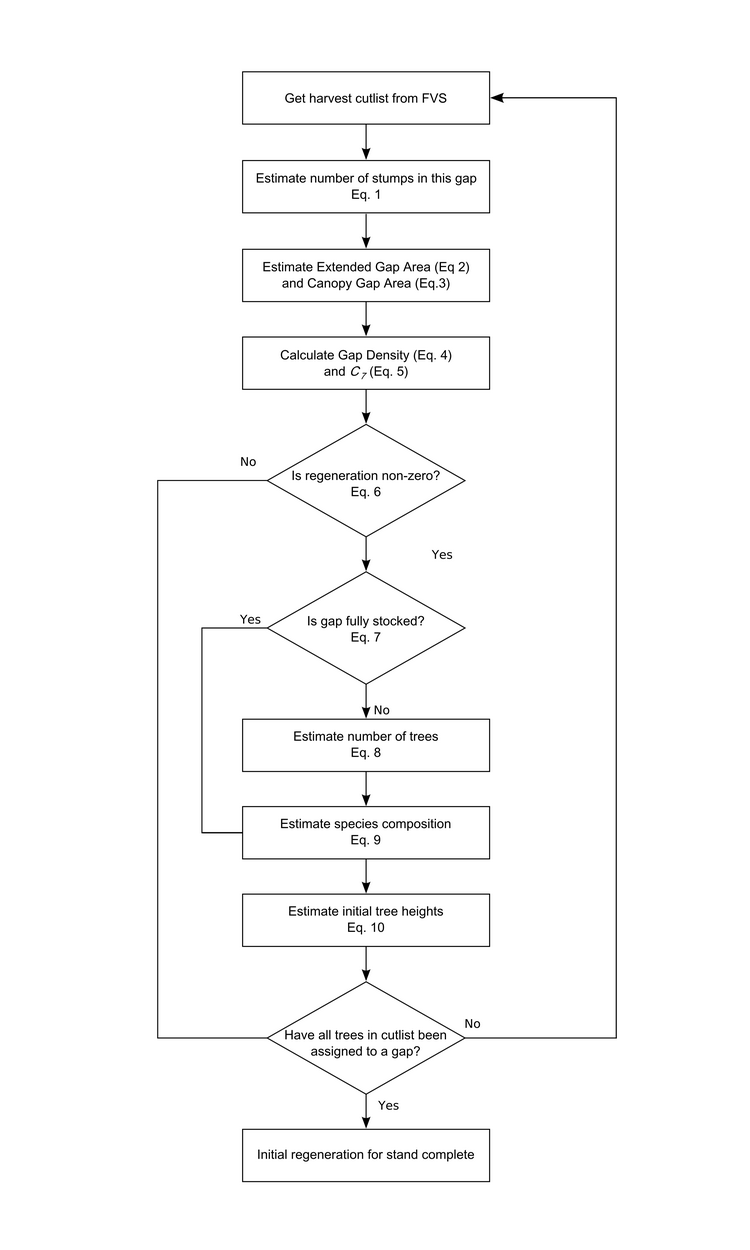 Get harvest cutlist from FVS
Estimate number of stumps in this gap
Eq. 1
Estimate Extended Gap Area (Eq 2)
and Canopy Gap Area (Eq.3)
Calculate Gap Density (Eq. 4)
and C7 (Eq. 5)
No
Is regeneration non-zero?
Eq. 6
Yes
Yes
Is gap fully stocked?
Eq. 7
No
Estimate number of trees
Eq. 8
Estimate species composition
Eq. 9
Estimate initial tree heights
Eq. 10
No
Have all trees in cutlist been
assigned to a gap?
Yes
Initial regeneration for stand complete